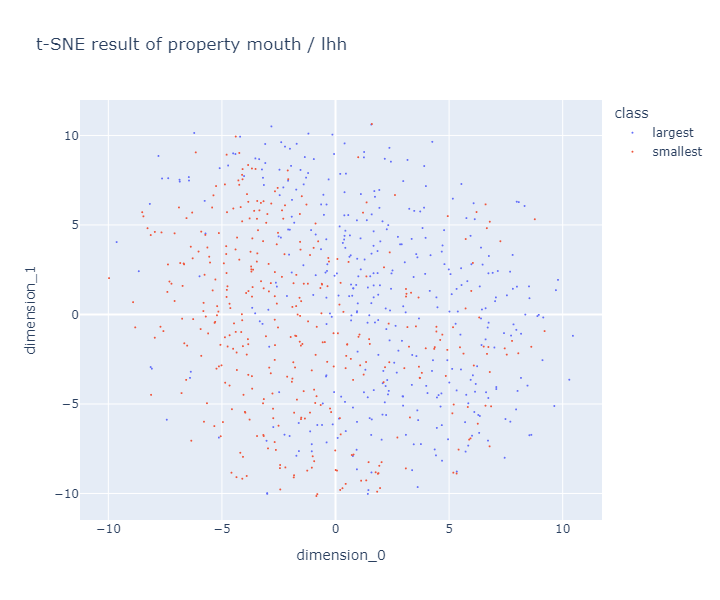 t-SNE result of property mouth / lhh
class
largest
smallest
10
5
0
−5
−10
dimension_1
−10
−5
0
5
10
dimension_0